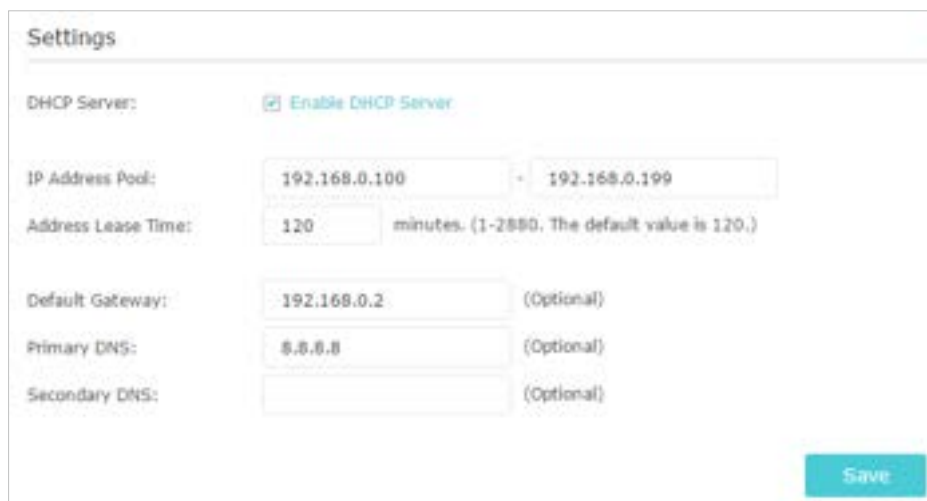 Settings
DHCP Server: Enable DHCP Server
IP Address Pool: 192.168.0.100 - 192.168.0.199
Address Lease Time: 120 minutes. (1-2880. The default value is 120.)
Default Gateway: 192.168.0.2 (Optional)
Primary DNS: 8.8.8.8 (Optional)
Secondary DNS: (Optional)
Save